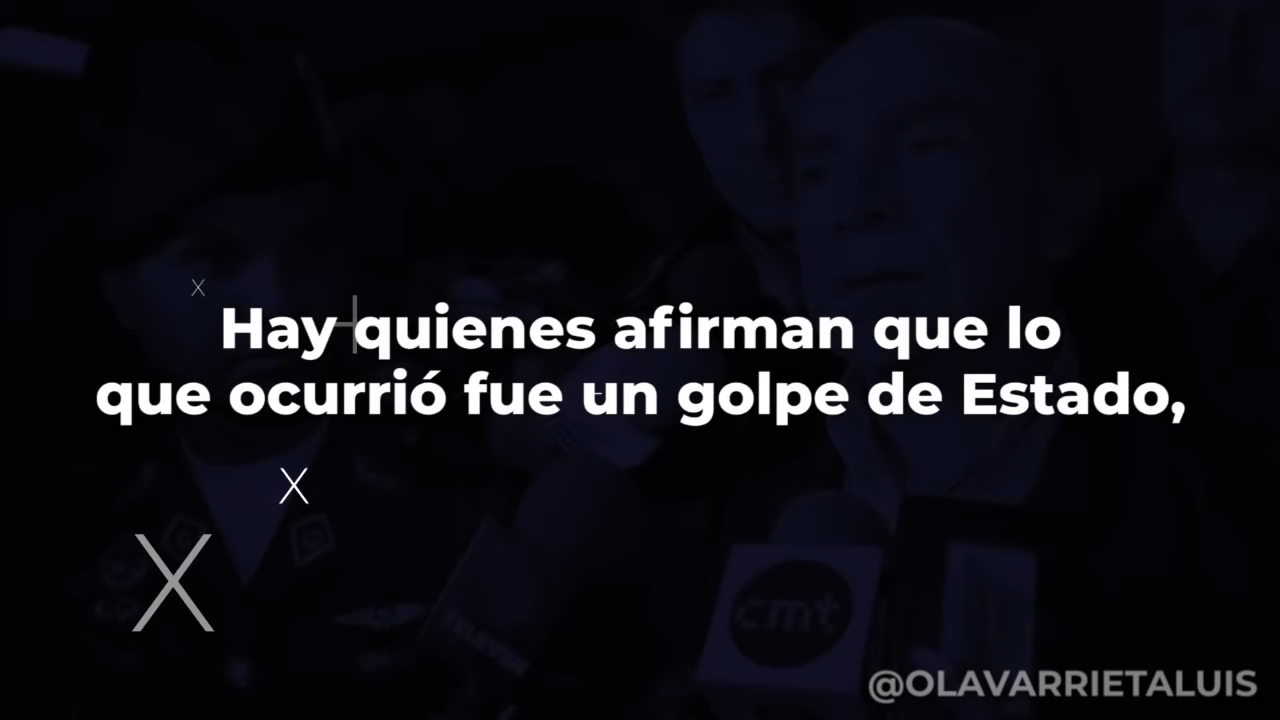 Hay quienes afirman que lo
que ocurrió fue un golpe de Estado,
cmt
@OLAVARRIETALUIS